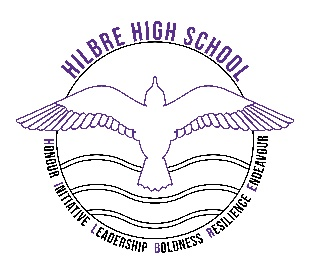 HILBRE HIGH SCHOOL
HONOUR INITIATIVE LEADERSHIP BOLDNESS RESILIENCE ENDEAVOUR